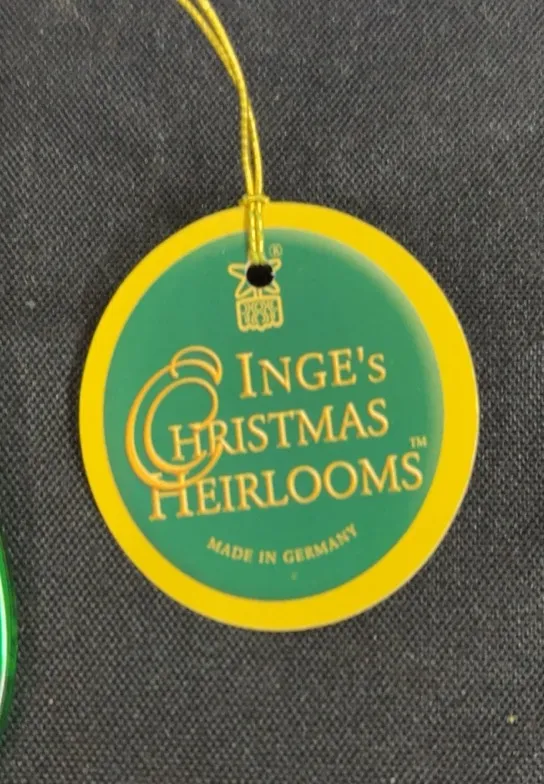 ®
INGE's
CHRISTMAS
HEIRLOOMS™
MADE IN GERMANY